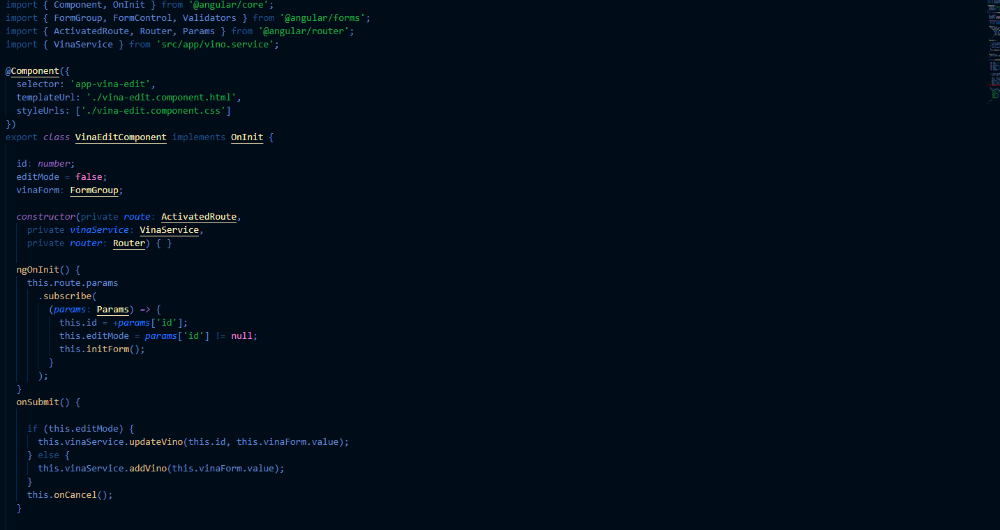 import { Component, OnInit } from '@angular/core';
import { FormGroup, FormControl, Validators } from '@angular/forms';
import { ActivatedRoute, Router, Params } from '@angular/router';
import { VinaService } from 'src/app/vino.service';
@Component({
selector: 'app-vina-edit',
templateUrl: './vina-edit.component.html',
styleUrls: ['./vina-edit.component.css']
})
export class VinaEditComponent implements OnInit {
id: number;
editMode = false;
vinaForm: FormGroup;
constructor(private route: ActivatedRoute,
private vinaService: VinaService,
private router: Router) { }
ngOnInit() {
this.route.params
.subscribe(
(params: Params) => {
this.id = +params['id'];
this.editMode = params['id'] != null;
this.initForm();
}
);
}
onSubmit() {
if (this.editMode) {
this.vinaService.updateVino(this.id, this.vinaForm.value);
} else {
this.vinaService.addVino(this.vinaForm.value);
}
this.onCancel();
}